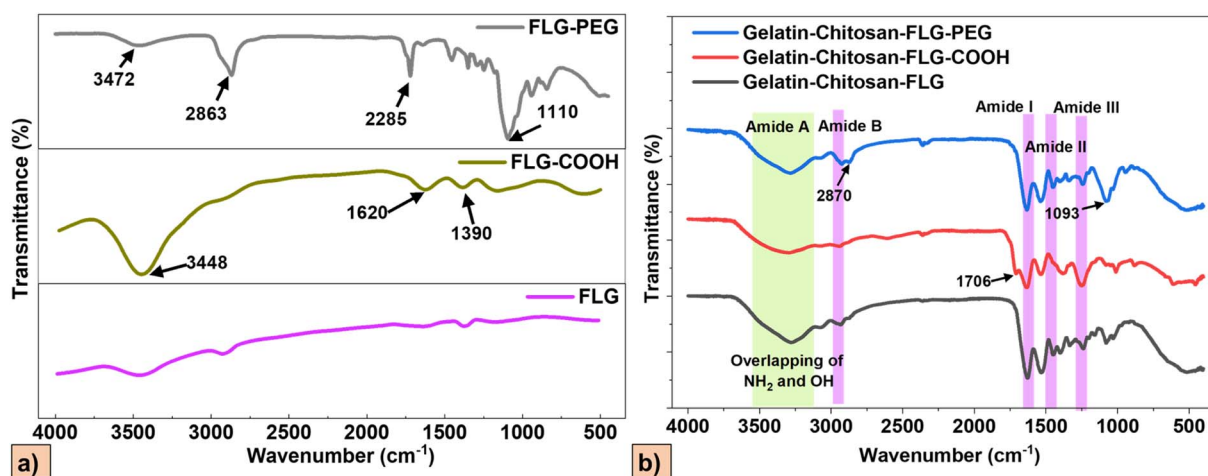 FLG-PEG
3472
2863
2285
1110
FLG-COOH
1620
1390
3448
FLG
Transmittance (%)
4000 3500 3000 2500 2000 1500 1000 500
Wavenumber (cm⁻¹)
a)
Gelatin-Chitosan-FLG-PEG
Gelatin-Chitosan-FLG-COOH
Gelatin-Chitosan-FLG
Amide I
Amide III
Amide A
Amide B
Amide II
2870
1093
1706
Overlapping of
NH₂ and OH
Transmittance (%)
4000 3500 3000 2500 2000 1500 1000 500
Wavenumber (cm⁻¹)
b)